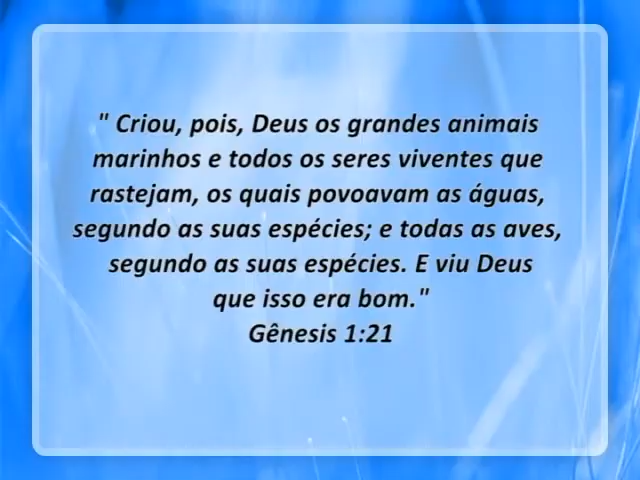 " Criou, pois, Deus os grandes animais
marinhos e todos os seres viventes que
rastejam, os quais povoavam as águas,
segundo as suas espécies; e todas as aves,
segundo as suas espécies. E viu Deus
que isso era bom."
Gênesis 1:21